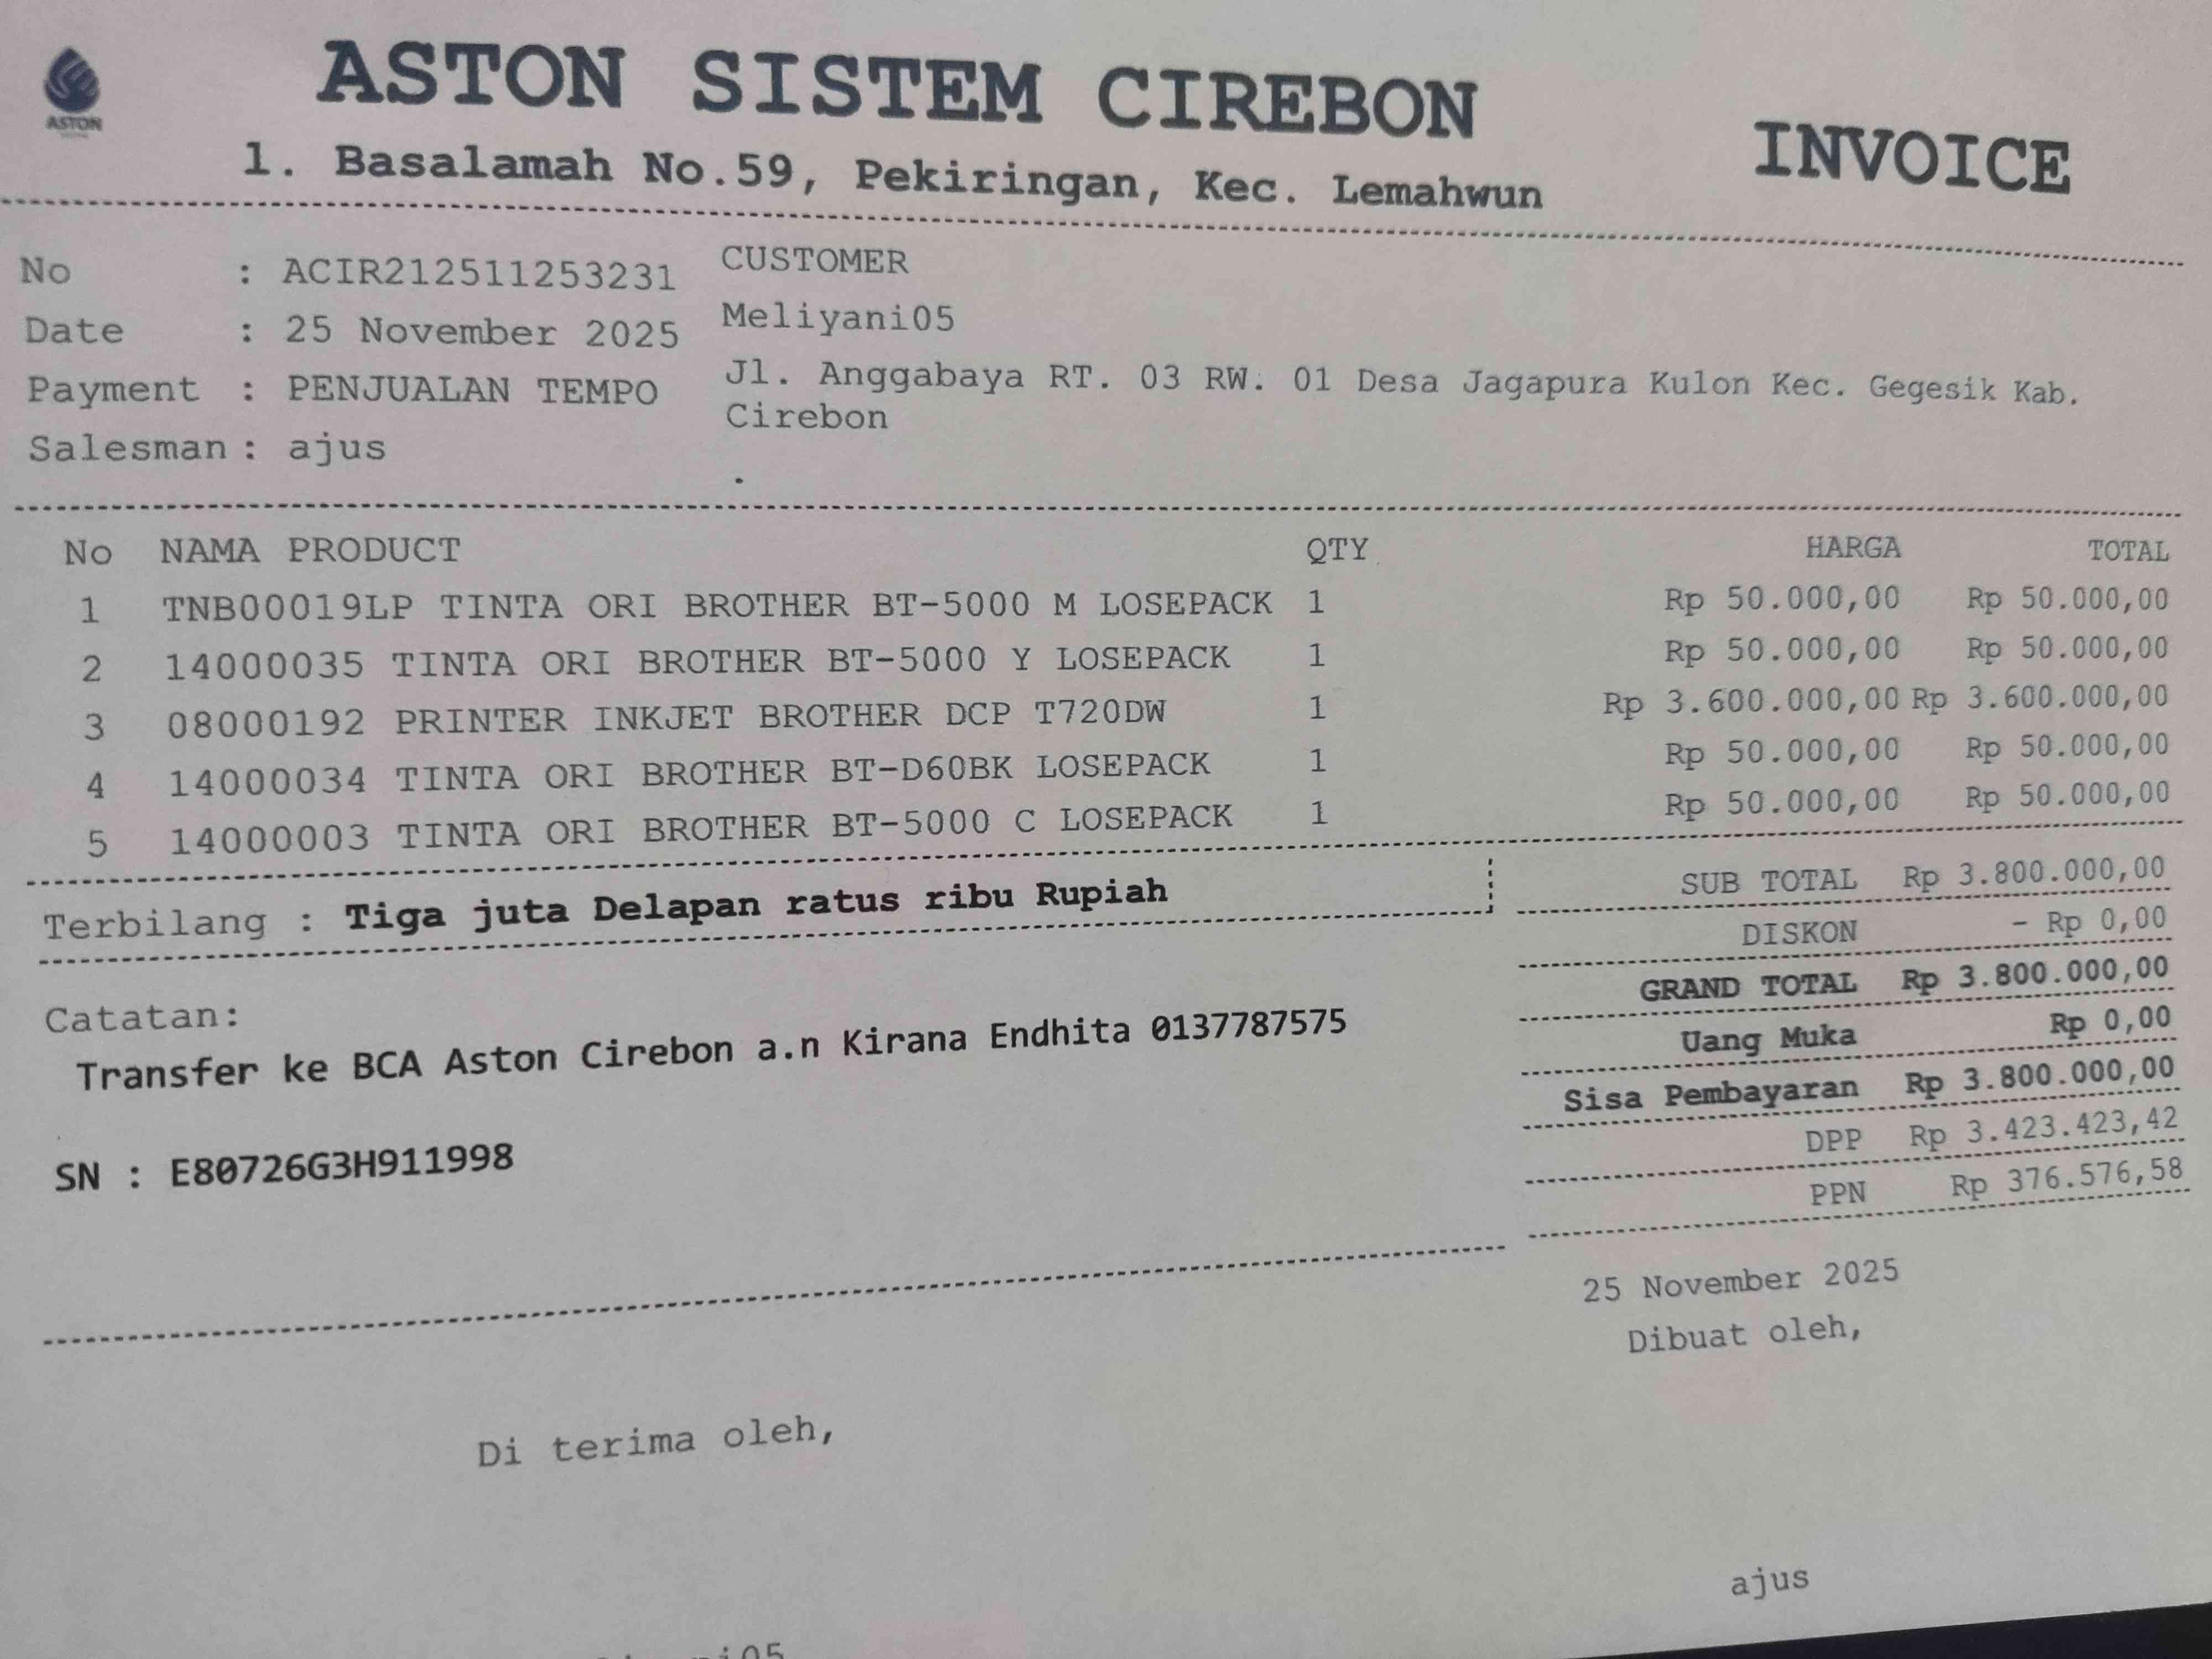 ASTON
ASTON SISTEM CIREBON
INVOICE
l. Basalamah No.59, Pekiringan, Kec. Lemahwun
No : ACIR212511253231
Date : 25 November 2025
Payment : PENJUALAN TEMPO
Salesman : ajus
CUSTOMER
Meliyani05
Jl. Anggabaya RT. 03 RW. 01 Desa Jagapura Kulon Kec. Gegesik Kab.
Cirebon
.
No NAMA PRODUCT QTY HARGA TOTAL
1 TNB00019LP TINTA ORI BROTHER BT-5000 M LOSEPACK 1 Rp 50.000,00 Rp 50.000,00
2 14000035 TINTA ORI BROTHER BT-5000 Y LOSEPACK 1 Rp 50.000,00 Rp 50.000,00
3 08000192 PRINTER INKJET BROTHER DCP T720DW 1 Rp 3.600.000,00 Rp 3.600.000,00
4 14000034 TINTA ORI BROTHER BT-D60BK LOSEPACK 1 Rp 50.000,00 Rp 50.000,00
5 14000003 TINTA ORI BROTHER BT-5000 C LOSEPACK 1 Rp 50.000,00 Rp 50.000,00
Terbilang : Tiga juta Delapan ratus ribu Rupiah
SUB TOTAL Rp 3.800.000,00
DISKON - Rp 0,00
GRAND TOTAL Rp 3.800.000,00
Uang Muka Rp 0,00
Sisa Pembayaran Rp 3.800.000,00
DPP Rp 3.423.423,42
PPN Rp 376.576,58
Catatan:
Transfer ke BCA Aston Cirebon a.n Kirana Endhita 0137787575
SN : E80726G3H911998
25 November 2025
Dibuat oleh,
Di terima oleh,
ajus